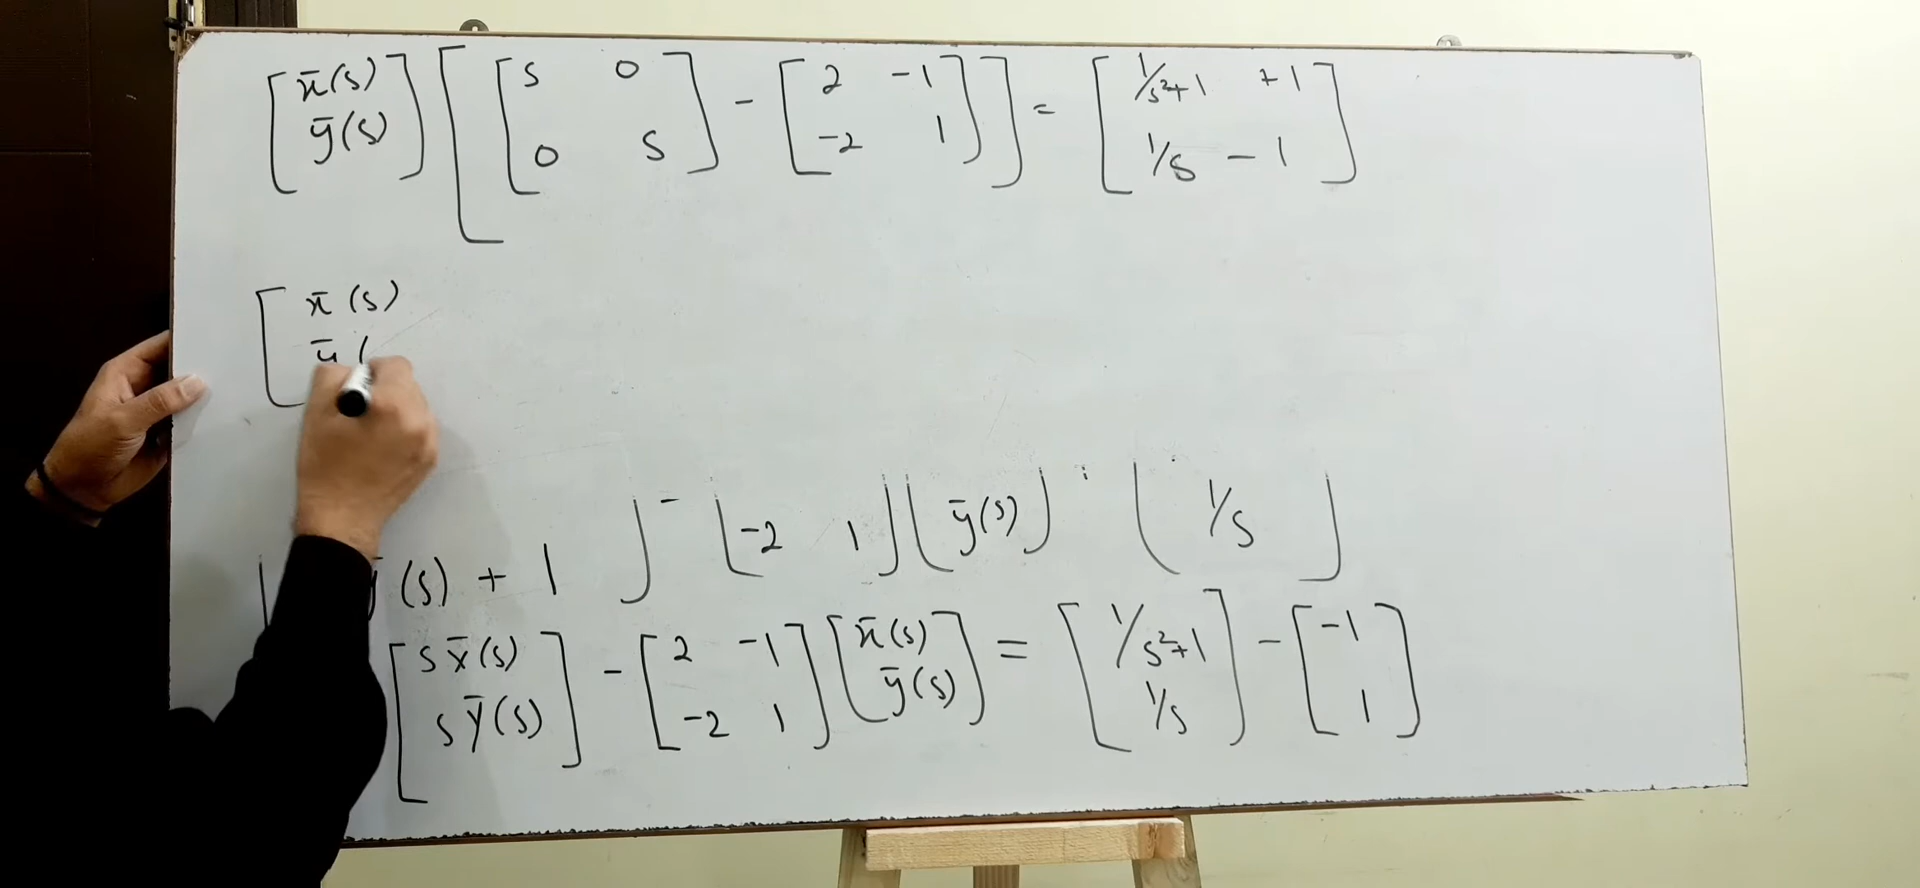 [x̄(s) ȳ(s)] [[s 0 0 s] - [2 -1 -2 1]] = [1/s²+1 +1 1/s - 1]
[x̄(s)
ȳ(
(s) + 1 ] - [-2 1] [ȳ(s)] : [1/s]
[s x̄(s) s ȳ(s)] - [2 -1 -2 1] [x̄(s) ȳ(s)] = [1/s²+1 1/s] - [-1 1]